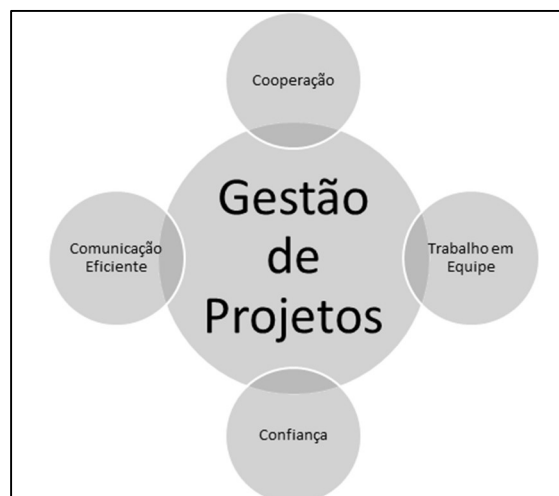 Cooperação
Gestão
de
Projetos
Comunicação
Eficiente
Trabalho em
Equipe
Confiança